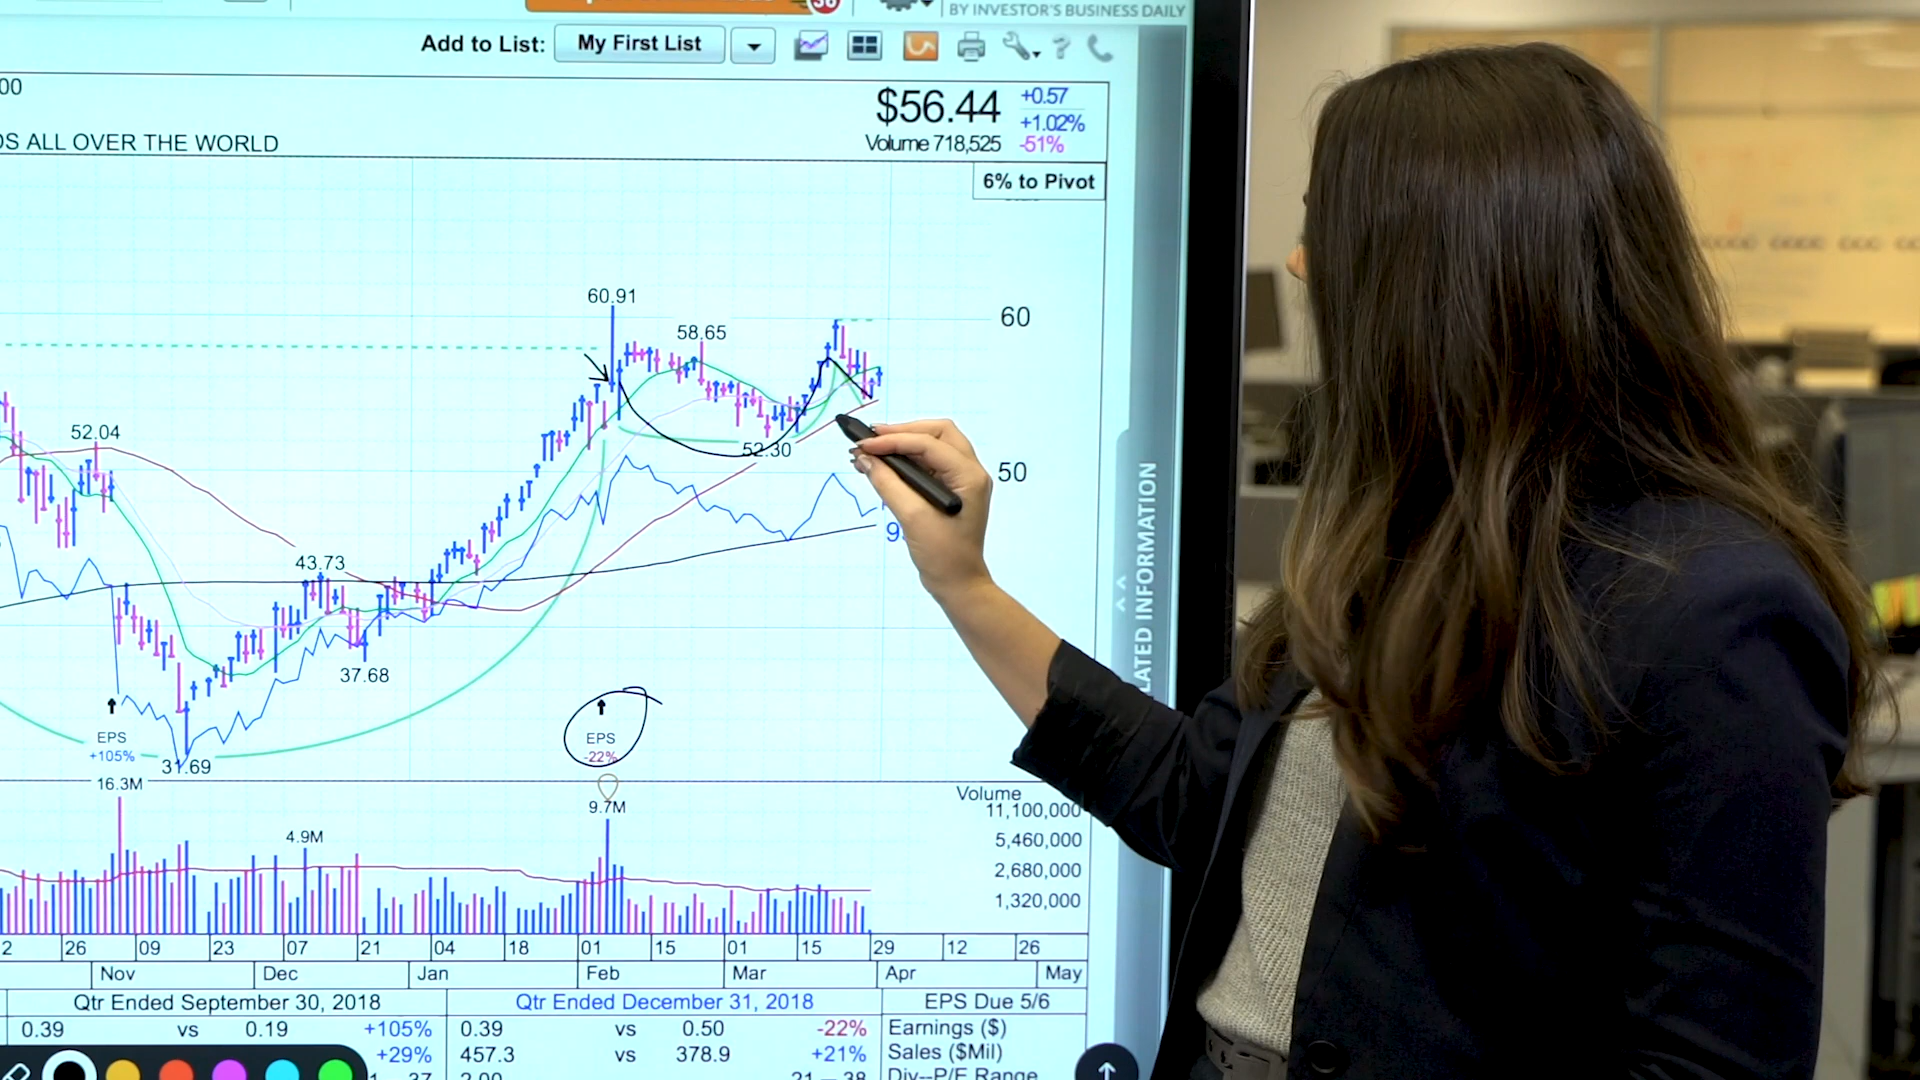 BY INVESTOR'S BUSINESS DAILY
Add to List: My First List
$56.44 +0.57
+1.02%
ALL OVER THE WORLD
Volume 718,525 -51%
6% to Pivot
60.91
60
58.65
52.04
52.30
50
43.73
37.68
EPS
+105%
EPS
-22%
31.69
16.3M
Volume
11,100,000
9.7M
4.9M
5,460,000
2,680,000
1,320,000
26 09 23 07 21 04 18 01 15 01 15 29 12 26
Nov Dec Jan Feb Mar Apr May
Qtr Ended September 30, 2018 Qtr Ended December 31, 2018 EPS Due 5/6
0.39 vs 0.19 +105% 0.39 vs 0.50 -22% Earnings ($)
+29% 457.3 vs 378.9 +21% Sales ($Mil)
LATED INFORMATION